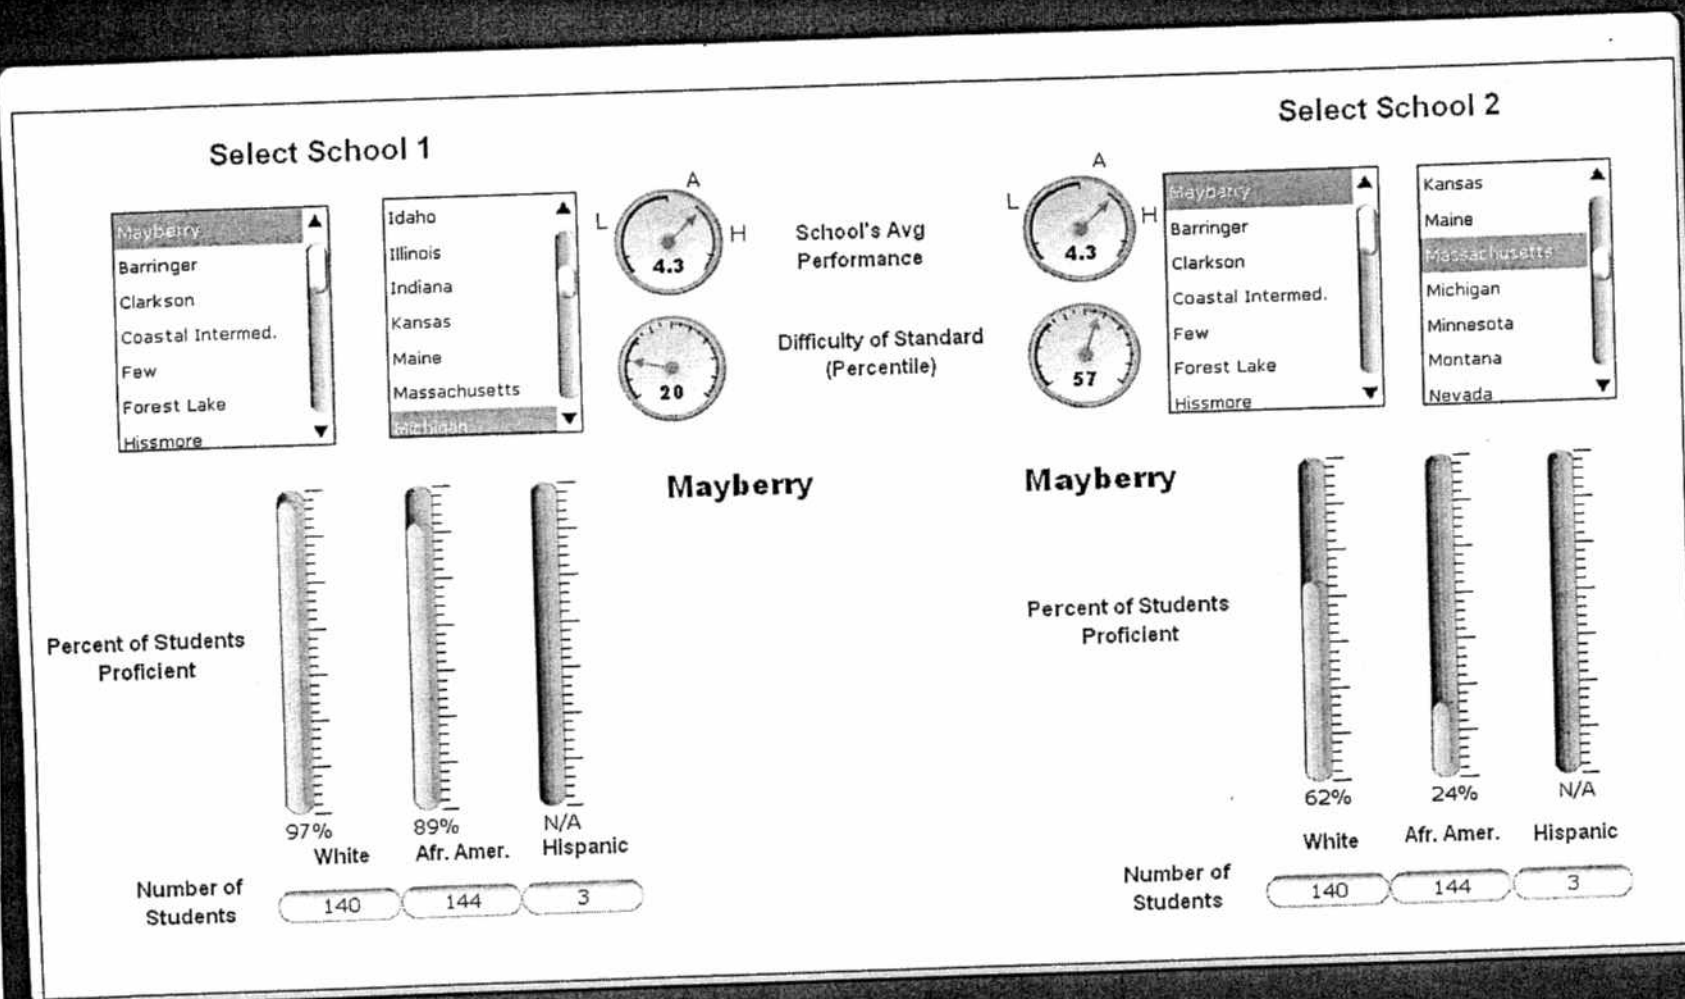 Select School 1
Select School 2
Mayberry
Barringer
Clarkson
Coastal Intermed.
Few
Forest Lake
Hissmore
Idaho
Illinois
Indiana
Kansas
Maine
Massachusetts
Michigan
L
A
H
4.3
20
School's Avg
Performance
Difficulty of Standard
(Percentile)
L
A
H
4.3
57
Mayberry
Barringer
Clarkson
Coastal Intermed.
Few
Forest Lake
Hissmore
Kansas
Maine
Massachusetts
Michigan
Minnesota
Montana
Nevada
Mayberry
Mayberry
Percent of Students
Proficient
97%
89%
N/A
White
Afr. Amer.
Hispanic
Number of
Students
140
144
3
Percent of Students
Proficient
62%
24%
N/A
White
Afr. Amer.
Hispanic
Number of
Students
140
144
3